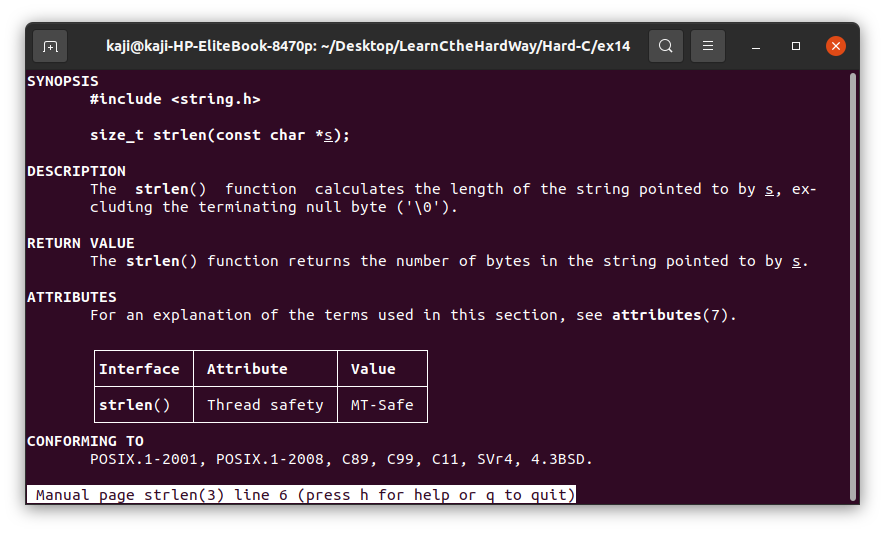 kaji@kaji-HP-EliteBook-8470p: ~/Desktop/LearnCtheHardWay/Hard-C/ex14
SYNOPSIS
#include <string.h>
size_t strlen(const char *s);
DESCRIPTION
The  strlen()  function  calculates the length of the string pointed to by s, ex-
cluding the terminating null byte ('\0').
RETURN VALUE
The strlen() function returns the number of bytes in the string pointed to by s.
ATTRIBUTES
For an explanation of the terms used in this section, see attributes(7).
Interface Attribute Value
strlen() Thread safety MT-Safe
CONFORMING TO
POSIX.1-2001, POSIX.1-2008, C89, C99, C11, SVr4, 4.3BSD.
Manual page strlen(3) line 6 (press h for help or q to quit)